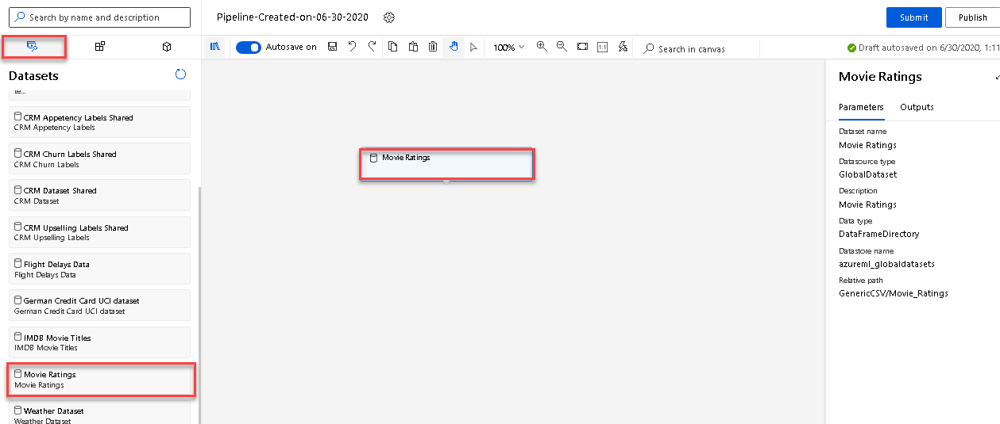 Search by name and description
Pipeline-Created-on-06-30-2020
Submit
Publish
Autosave on
100%
1:1
Search in canvas
Draft autosaved on 6/30/2020, 1:11
Datasets
CRM Appetency Labels Shared
CRM Appetency Labels
CRM Churn Labels Shared
CRM Churn Labels
CRM Dataset Shared
CRM Dataset
CRM Upselling Labels Shared
CRM Upselling Labels
Flight Delays Data
Flight Delays Data
German Credit Card UCI dataset
German Credit Card UCI dataset
IMDB Movie Titles
IMDB Movie Titles
Movie Ratings
Movie Ratings
Weather Dataset
Weather Dataset
Movie Ratings
Movie Ratings
Parameters
Outputs
Dataset name
Movie Ratings
Datasource type
GlobalDataset
Description
Movie Ratings
Data type
DataFrameDirectory
Datastore name
azureml_globaldatasets
Relative path
GenericCSV/Movie_Ratings